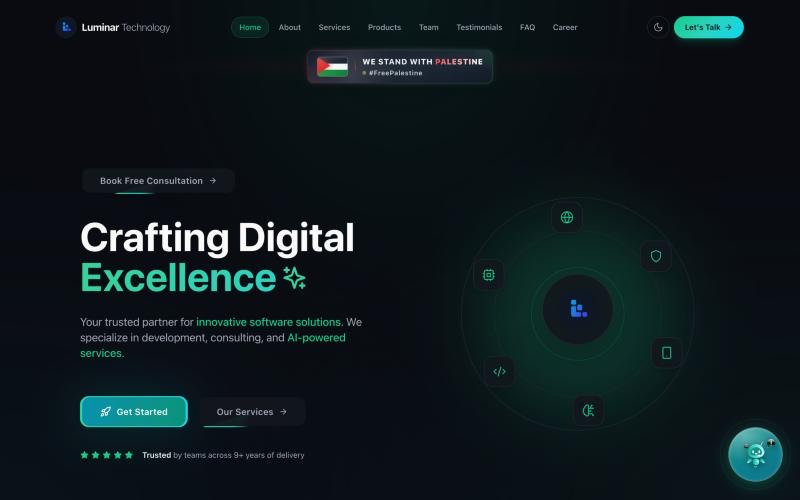 Luminar Technology
Home About Services Products Team Testimonials FAQ Career
Let's Talk
WE STAND WITH PALESTINE
#FreePalestine
Book Free Consultation
Crafting Digital
Excellence
Your trusted partner for innovative software solutions. We
specialize in development, consulting, and AI-powered
services.
Get Started
Our Services
Trusted by teams across 9+ years of delivery